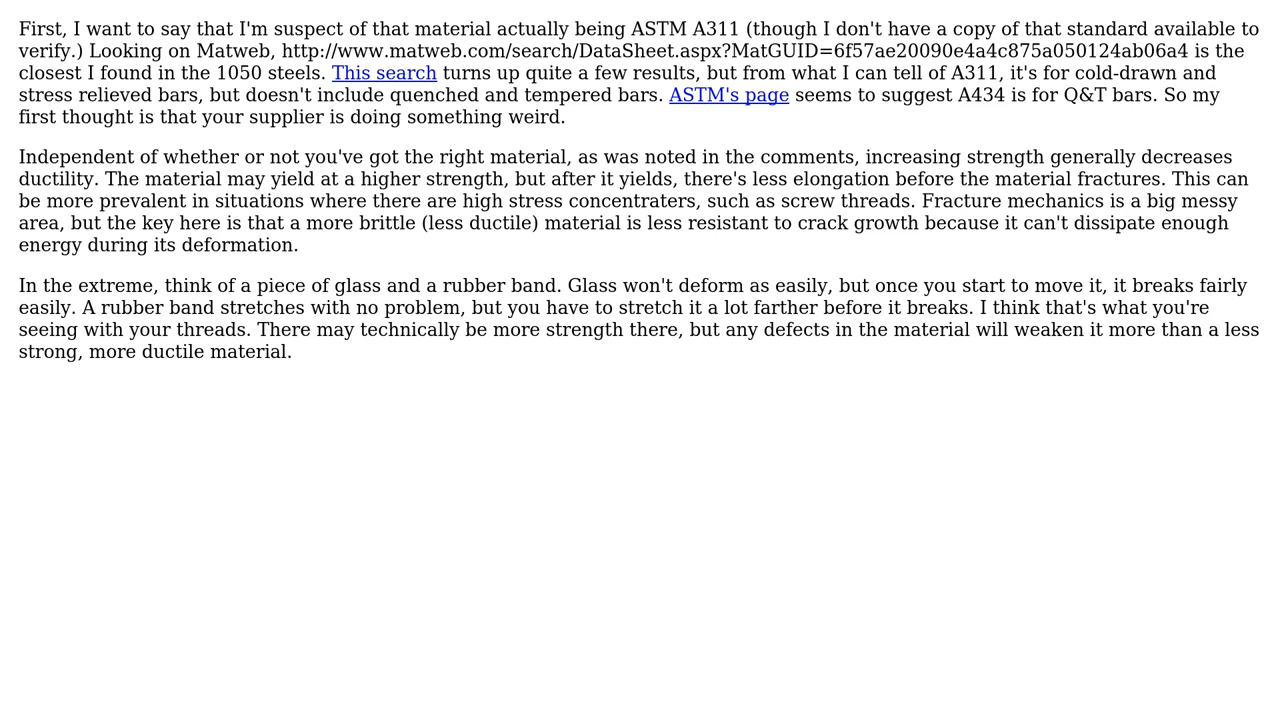 First, I want to say that I'm suspect of that material actually being ASTM A311 (though I don't have a copy of that standard available to
verify.) Looking on Matweb, http://www.matweb.com/search/DataSheet.aspx?MatGUID=6f57ae20090e4a4c875a050124ab06a4 is the
closest I found in the 1050 steels. This search turns up quite a few results, but from what I can tell of A311, it's for cold-drawn and
stress relieved bars, but doesn't include quenched and tempered bars. ASTM's page seems to suggest A434 is for Q&T bars. So my
first thought is that your supplier is doing something weird.
Independent of whether or not you've got the right material, as was noted in the comments, increasing strength generally decreases
ductility. The material may yield at a higher strength, but after it yields, there's less elongation before the material fractures. This can
be more prevalent in situations where there are high stress concentraters, such as screw threads. Fracture mechanics is a big messy
area, but the key here is that a more brittle (less ductile) material is less resistant to crack growth because it can't dissipate enough
energy during its deformation.
In the extreme, think of a piece of glass and a rubber band. Glass won't deform as easily, but once you start to move it, it breaks fairly
easily. A rubber band stretches with no problem, but you have to stretch it a lot farther before it breaks. I think that's what you're
seeing with your threads. There may technically be more strength there, but any defects in the material will weaken it more than a less
strong, more ductile material.